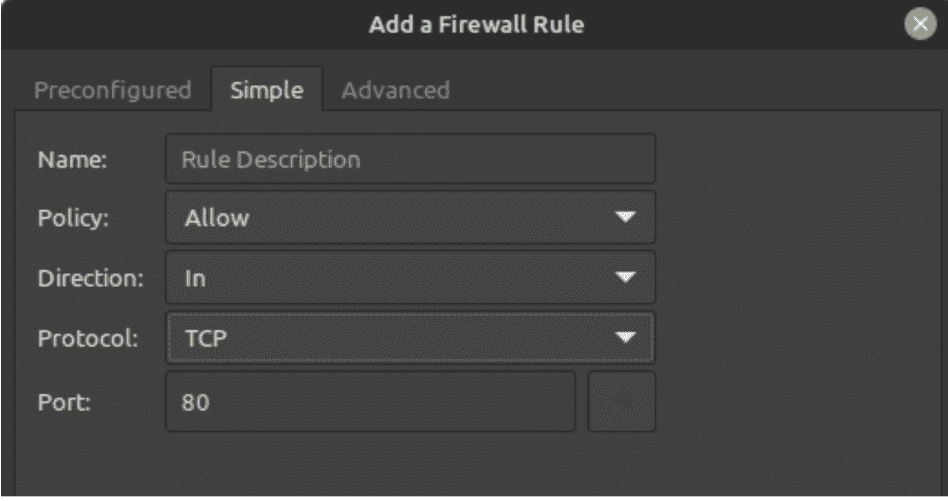 Add a Firewall Rule
Preconfigured Simple Advanced
Name: Rule Description
Policy: Allow
Direction: In
Protocol: TCP
Port: 80